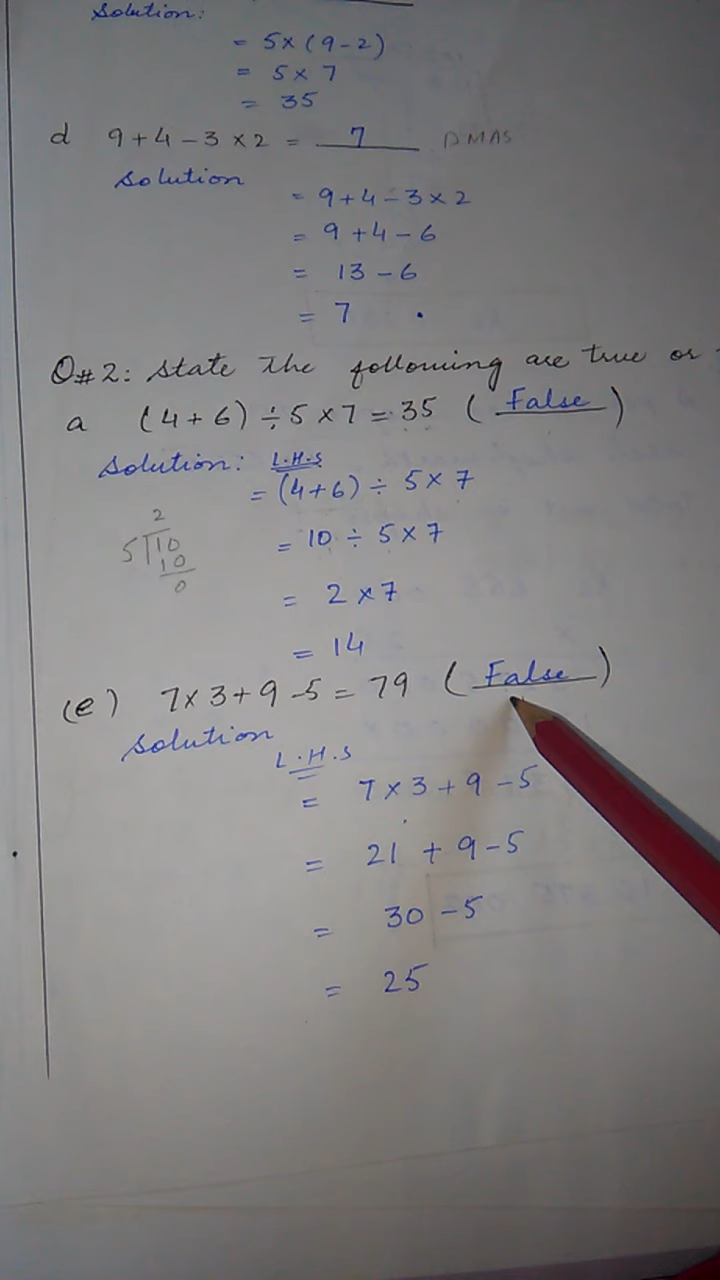 Solution:
= 5 × (9 - 2)
= 5 × 7
= 35
d 9 + 4 - 3 × 2 = 7 DMAS
Solution
= 9 + 4 - 3 × 2
= 9 + 4 - 6
= 13 - 6
= 7
Q#2: State the following are true or
a (4 + 6) ÷ 5 × 7 = 35 (False)
Solution: L.H.S
= (4 + 6) ÷ 5 × 7
2
5 10
= 10 ÷ 5 × 7
10
0
= 2 × 7
= 14
(e) 7 × 3 + 9 - 5 = 79 (False)
Solution
L.H.S
= 7 × 3 + 9 - 5
= 21 + 9 - 5
= 30 - 5
= 25